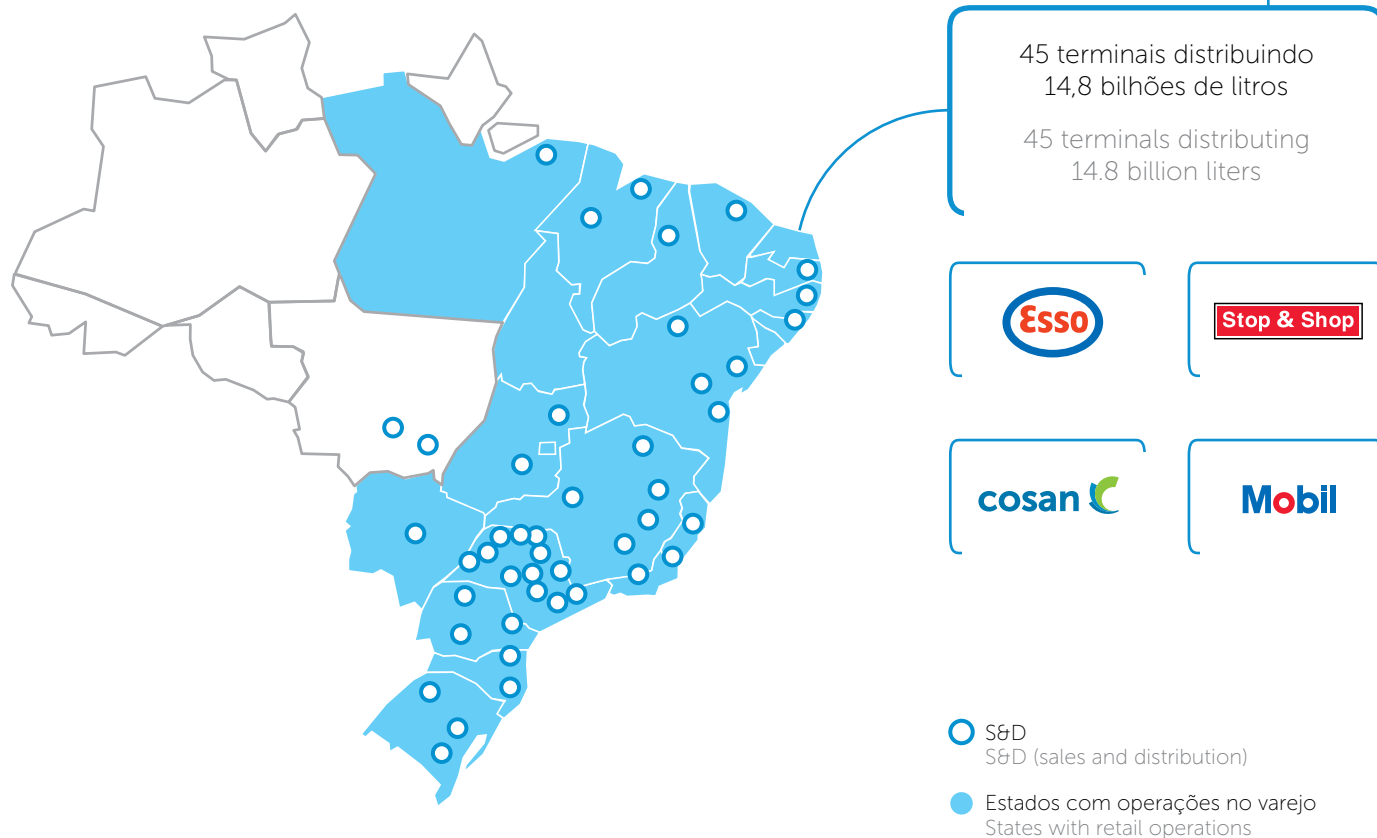 45 terminais distribuindo
14,8 bilhões de litros
45 terminals distributing
14.8 billion liters
Esso
Stop & Shop
cosan
Mobil
S&D
S&D (sales and distribution)
Estados com operações no varejo
States with retail operations